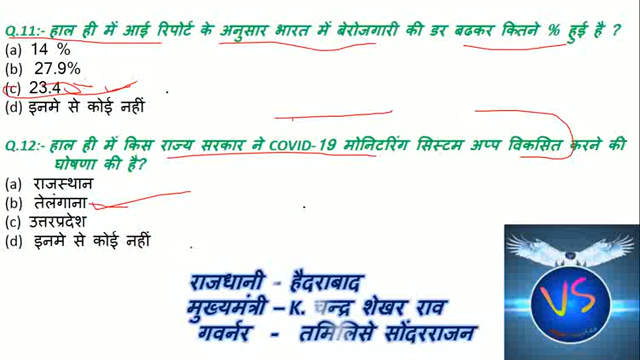 Q.11:- हाल ही में आई रिपोर्ट के अनुसार भारत में बेरोजगारी की डर बढकर कितने % हुई है ?
(a) 14 %
(b) 27.9%
(c) 23.4
(d) इनमे से कोई नहीं
Q.12:- हाल ही में किस राज्य सरकार ने COVID-19 मोनिटरिंग सिस्टम अप्प विकसित करने की
घोषणा की है?
(a) राजस्थान
(b) तेलंगाना
(c) उत्तरप्रदेश
(d) इनमे से कोई नहीं
राजधानी - हैदराबाद
मुख्यमंत्री – K. चन्द्र शेखर राव
गवर्नर - तमिलिसे सोंदरराजन
VS